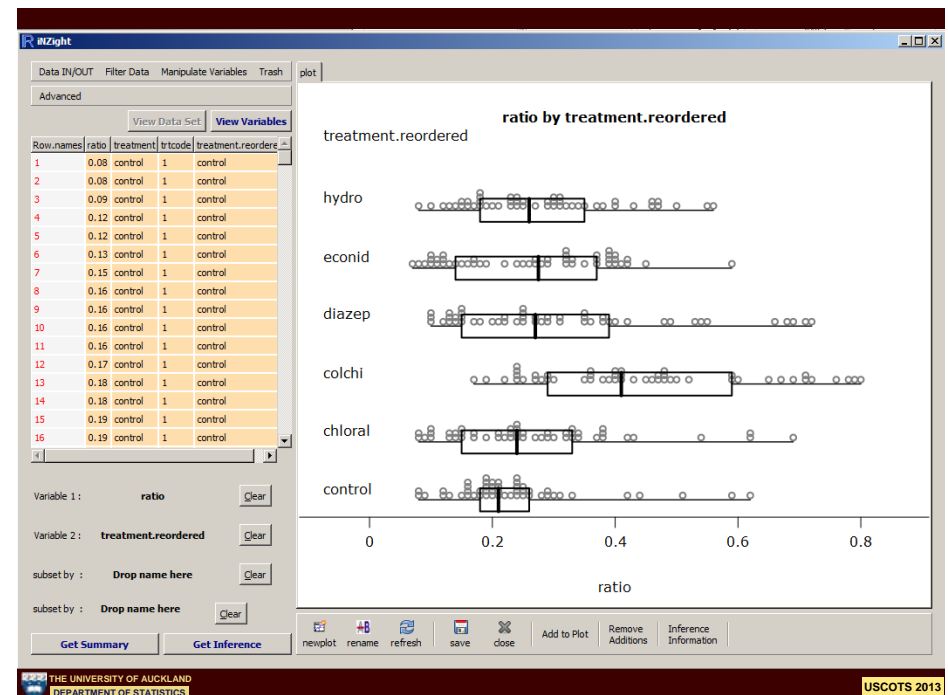 iNZight
Data IN/OUT Filter Data Manipulate Variables Trash
Advanced
View Data Set View Variables
Row.names ratio treatment trtcode treatment.reordere
1 0.08 control 1 control
2 0.08 control 1 control
3 0.09 control 1 control
4 0.12 control 1 control
5 0.12 control 1 control
6 0.13 control 1 control
7 0.15 control 1 control
8 0.16 control 1 control
9 0.16 control 1 control
10 0.16 control 1 control
11 0.16 control 1 control
12 0.17 control 1 control
13 0.18 control 1 control
14 0.18 control 1 control
15 0.19 control 1 control
16 0.19 control 1 control
Variable 1 : ratio Clear
Variable 2 : treatment.reordered Clear
subset by : Drop name here Clear
subset by : Drop name here Clear
Get Summary Get Inference
plot
ratio by treatment.reordered
treatment.reordered
hydro
econid
diazep
colchi
chloral
control
0 0.2 0.4 0.6 0.8
ratio
newplot rename refresh save close Add to Plot Remove Additions Inference Information
THE UNIVERSITY OF AUCKLAND
DEPARTMENT OF STATISTICS
USCOTS 2013